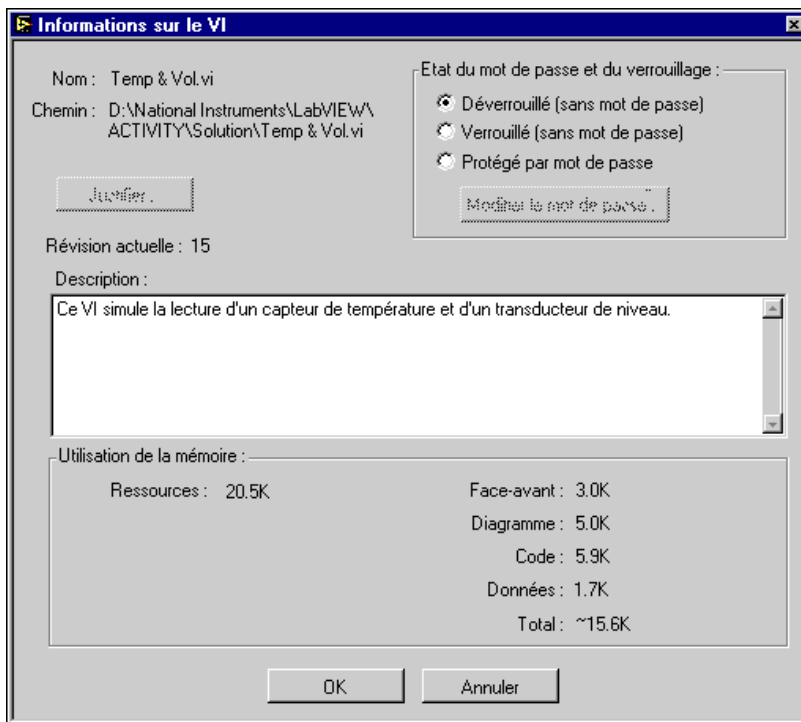 Informations sur le VI
Nom : Temp & Vol.vi
Chemin : D:\National Instruments\LabVIEW\
ACTIVITY\Solution\Temp & Vol.vi
Justifier...
Révision actuelle : 15
Etat du mot de passe et du verrouillage :
Déverrouillé (sans mot de passe)
Verrouillé (sans mot de passe)
Protégé par mot de passe
Modifier le mot de passe...
Description :
Ce VI simule la lecture d'un capteur de température et d'un transducteur de niveau.
Utilisation de la mémoire :
Ressources : 20.5K
Face-avant : 3.0K
Diagramme : 5.0K
Code : 5.9K
Données : 1.7K
Total : ~15.6K
OK
Annuler